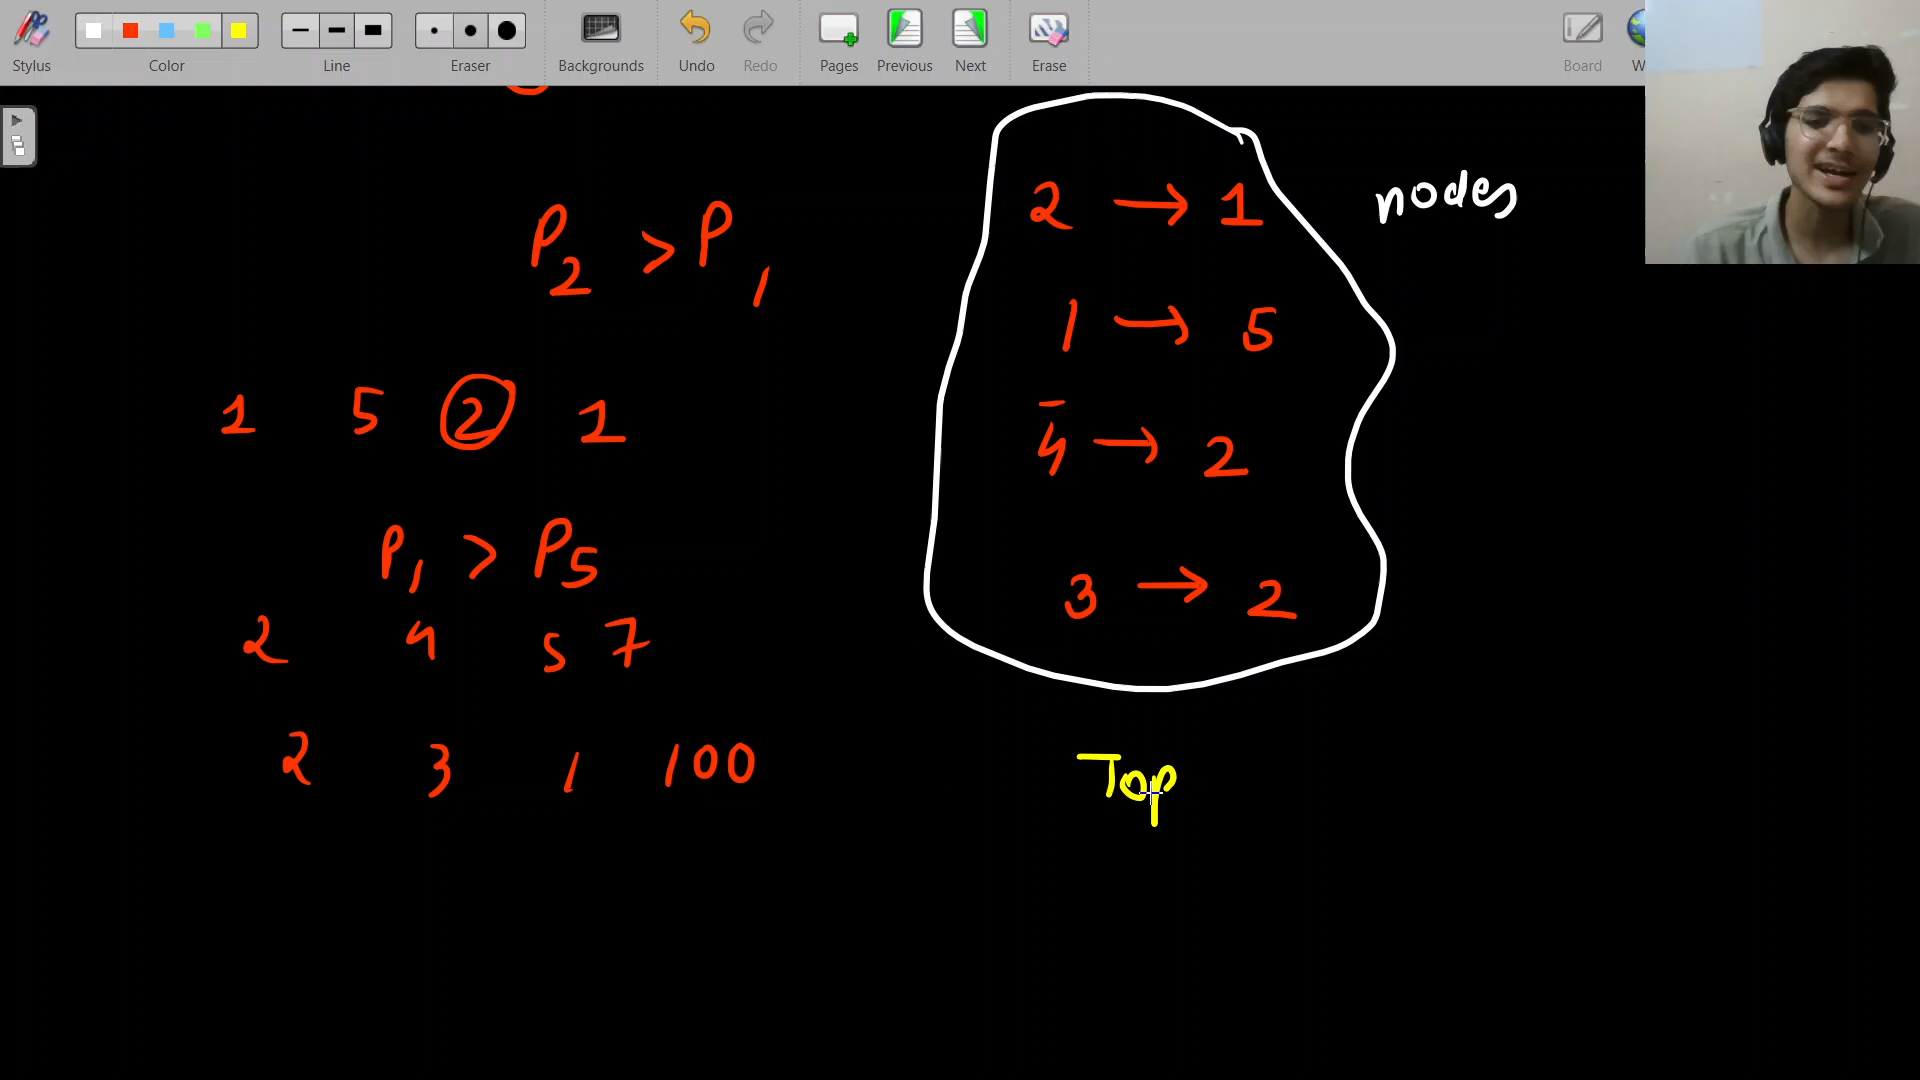 Stylus Color Line Eraser Backgrounds Undo Redo Pages Previous Next Erase Board W
P2 > P1
1 5 2 1
P1 > P5
2 4 5 7
2 3 1 100
2 → 1
1 → 5
4 → 2
3 → 2
nodes
Top